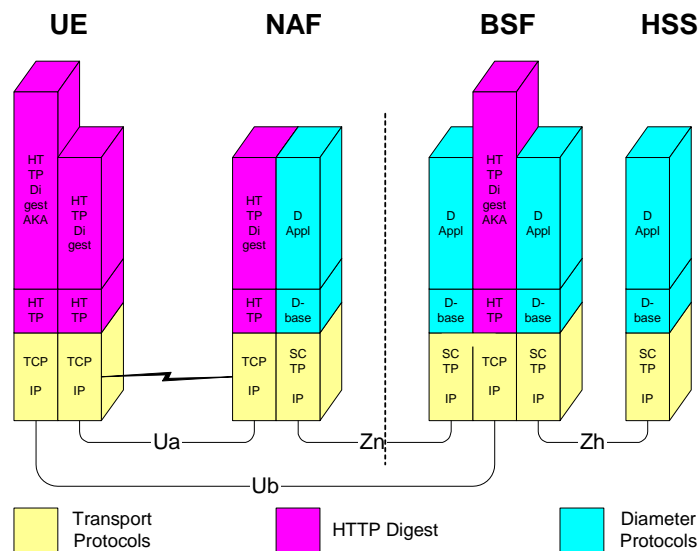 UE
NAF
BSF
HSS
HT
TP
Di
gest
AKA
HT
TP
Di
gest
HT
TP
Di
gest
D
Appl
D
Appl
HT
TP
Di
gest
AKA
D
Appl
D
Appl
HT
TP
HT
TP
HT
TP
D-
base
D-
base
HT
TP
D-
base
D-
base
TCP
IP
TCP
IP
TCP
IP
SC
TP
IP
SC
TP
IP
TCP
IP
SC
TP
IP
SC
TP
IP
Ua
Zn
Zh
Ub
Transport
Protocols
HTTP Digest
Diameter
Protocols